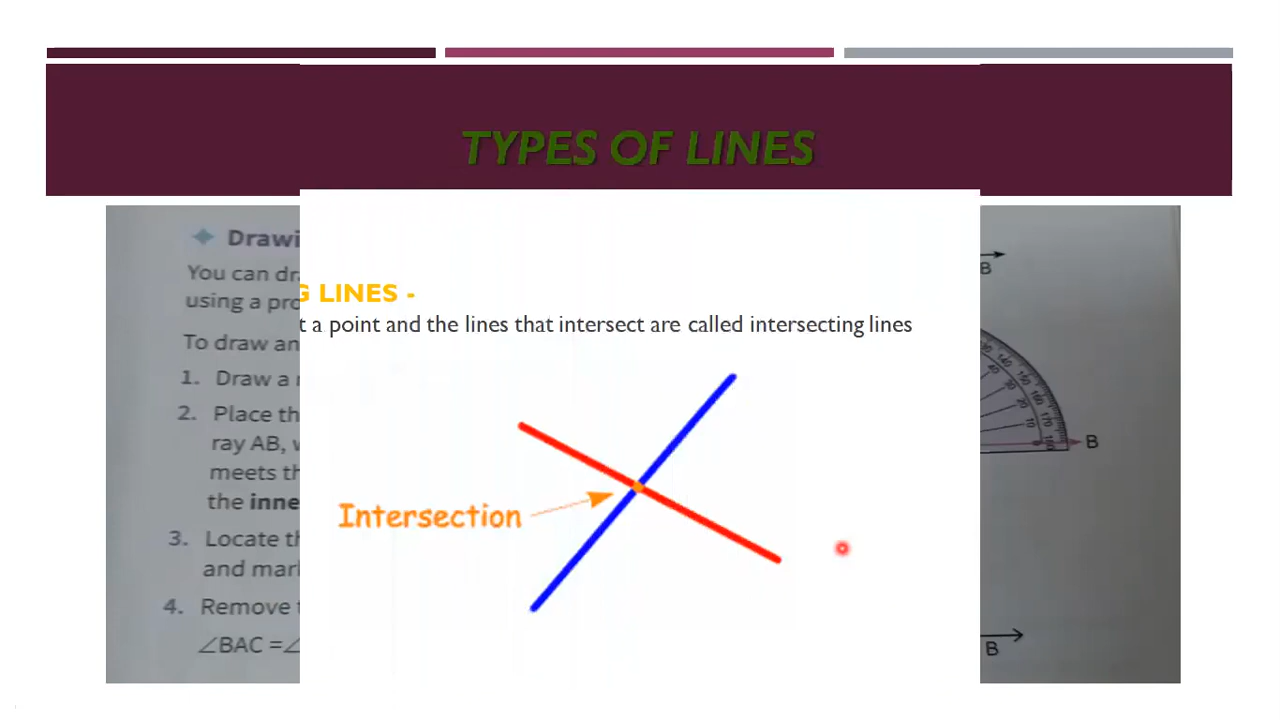 TYPES OF LINES
Drawi
You can dr
using a pro
G LINES -
t a point and the lines that intersect are called intersecting lines
To draw an
1. Draw a
2. Place th
ray AB,
meets th
the inne
Intersection
3. Locate th
and mar
4. Remove
∠BAC =∠
B
B
B